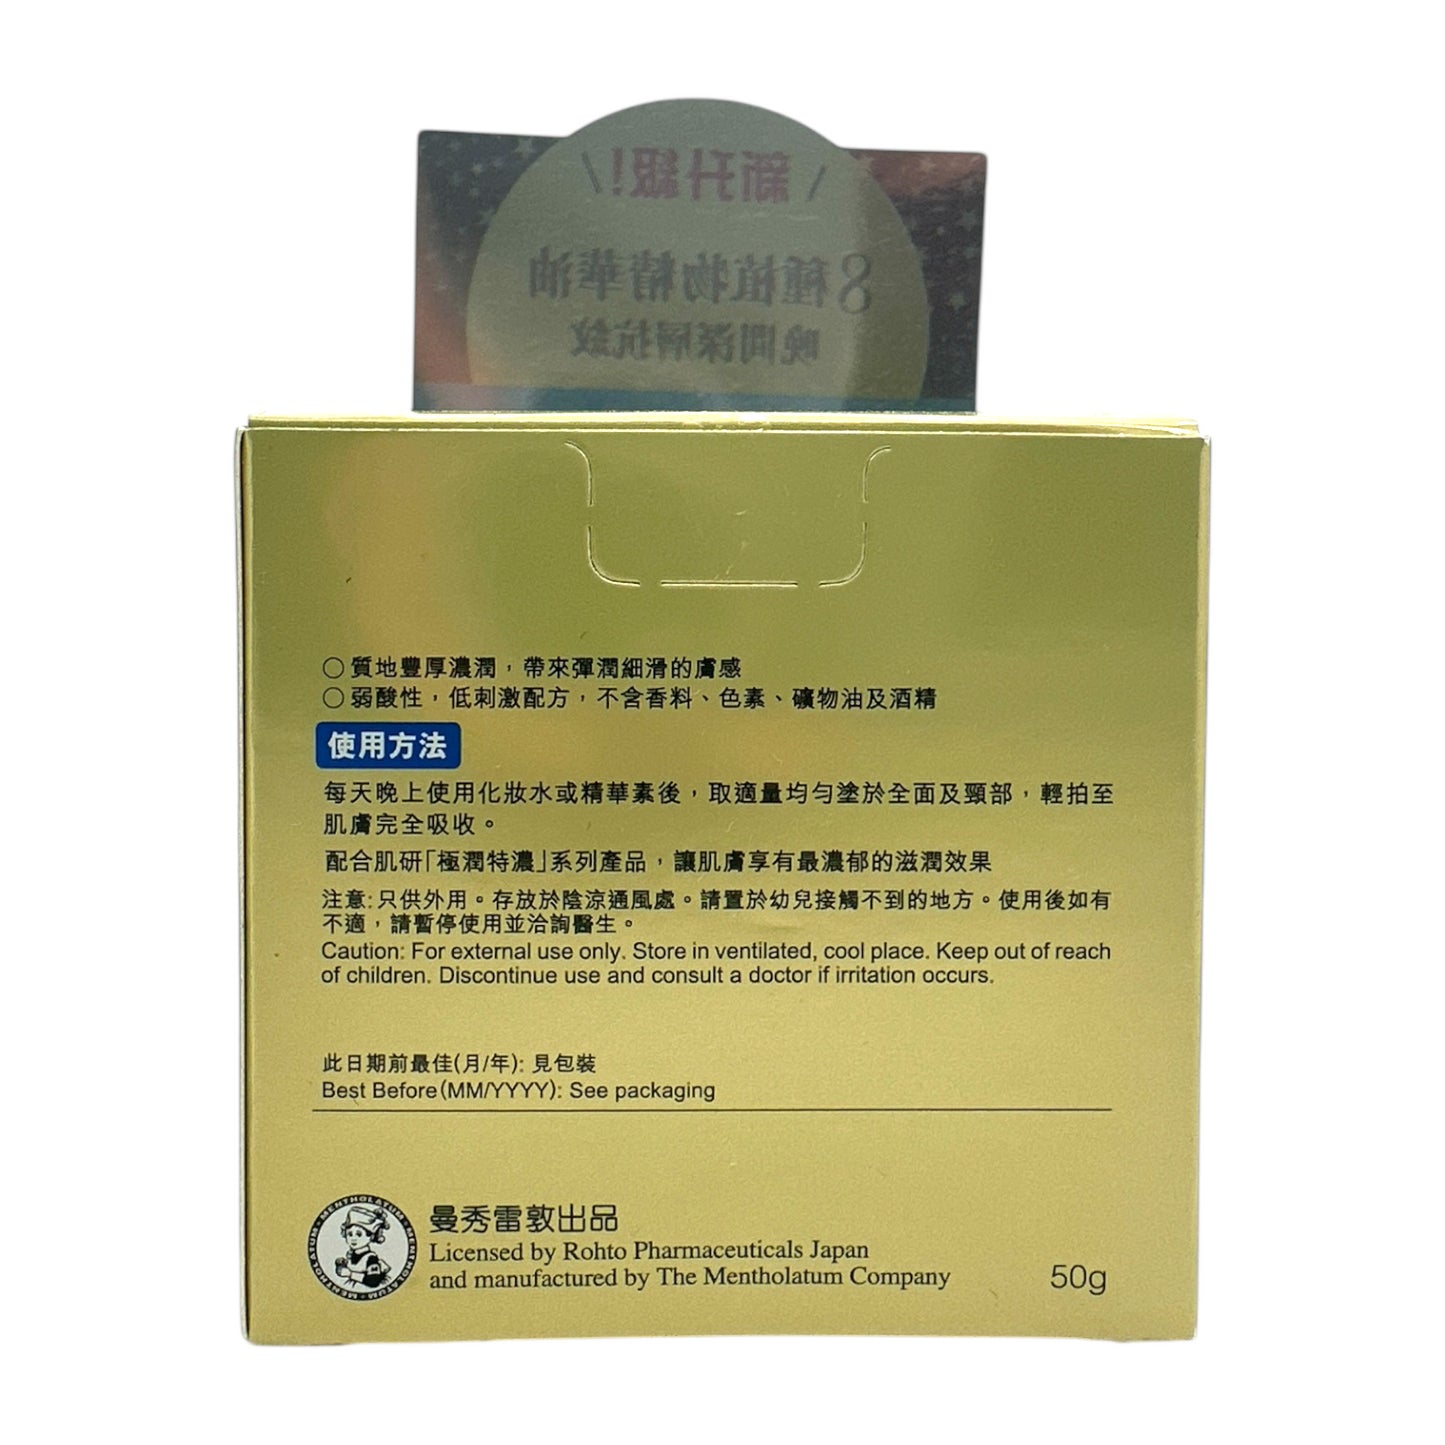 新升級!
8種植物精華油
晚間深層抗紋
○質地豐厚濃潤，帶來彈潤細滑的膚感
○弱酸性，低刺激配方，不含香料、色素、礦物油及酒精
使用方法
每天晚上使用化妝水或精華素後，取適量均勻塗於全面及頸部，輕拍至
肌膚完全吸收。
配合肌研「極潤特濃」系列產品，讓肌膚享有最濃郁的滋潤效果
注意:只供外用。存放於陰涼通風處。請置於幼兒接觸不到的地方。使用後如有
不適，請暫停使用並洽詢醫生。
Caution: For external use only. Store in ventilated, cool place. Keep out of reach
of children. Discontinue use and consult a doctor if irritation occurs.
此日期前最佳(月/年): 見包裝
Best Before(MM/YYYY): See packaging
MENTHOLATUM · MENTHOLATUM · MENTHOLATUM
曼秀雷敦出品
Licensed by Rohto Pharmaceuticals Japan
and manufactured by The Mentholatum Company
50g